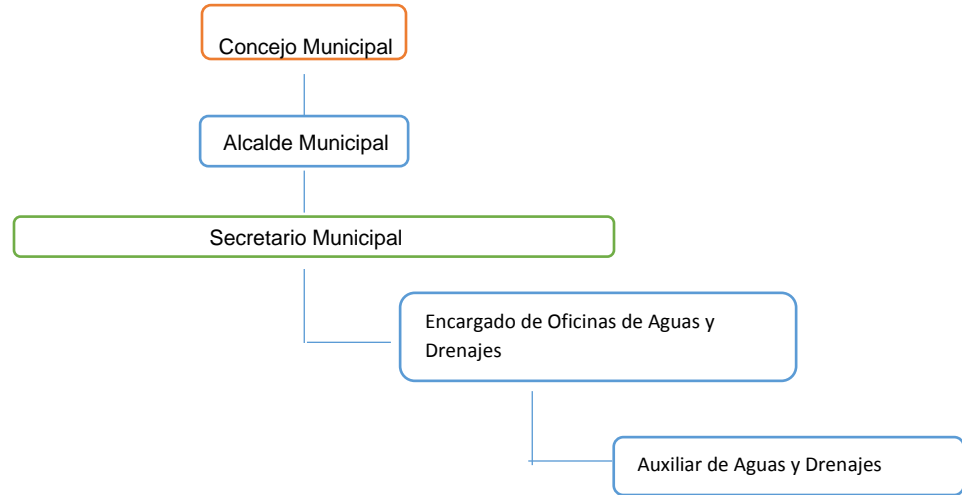 Concejo Municipal
Alcalde Municipal
Secretario Municipal
Encargado de Oficinas de Aguas y
Drenajes
Auxiliar de Aguas y Drenajes